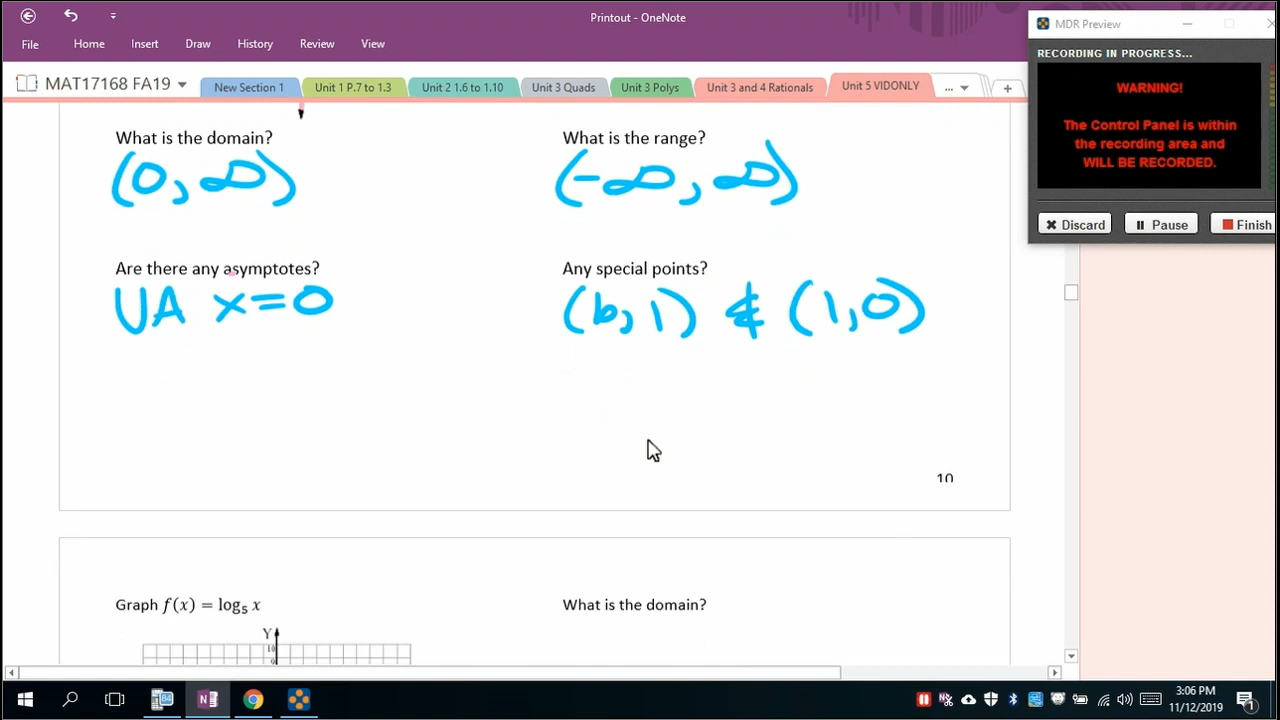 Printout - OneNote
File Home Insert Draw History Review View
MAT17168 FA19
New Section 1 Unit 1 P.7 to 1.3 Unit 2 1.6 to 1.10 Unit 3 Quads Unit 3 Polys Unit 3 and 4 Rationals Unit 5 VIDONLY ... +
MDR Preview
RECORDING IN PROGRESS...
WARNING!
The Control Panel is within
the recording area and
WILL BE RECORDED.
Discard Pause Finish
What is the domain? What is the range?
(0, ∞) (-∞, ∞)
Are there any asymptotes? Any special points?
VA x=0 (b, 1) & (1,0)
10
Graph f(x) = log₅ x What is the domain?
Y
10
3:06 PM
11/12/2019
1